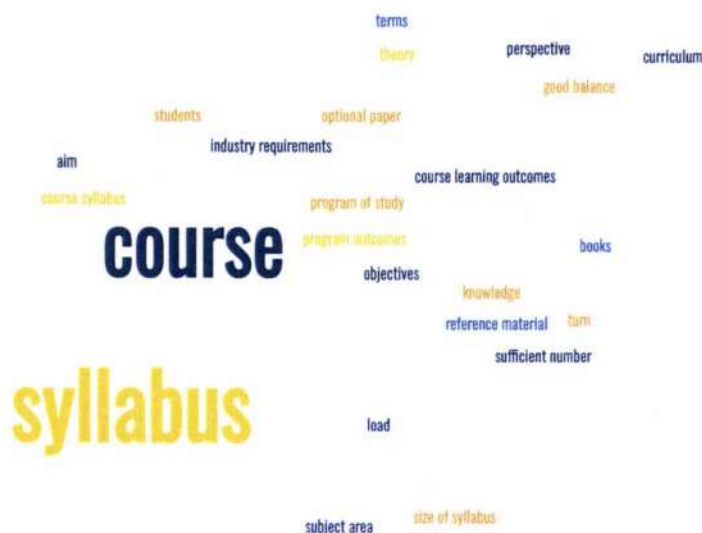 terms
theory
perspective
curriculum
good balance
students
optional paper
industry requirements
aim
course learning outcomes
course syllabus
program of study
course
program outcomes
books
objectives
knowledge
reference material
turn
sufficient number
syllabus
load
size of syllabus
subject area